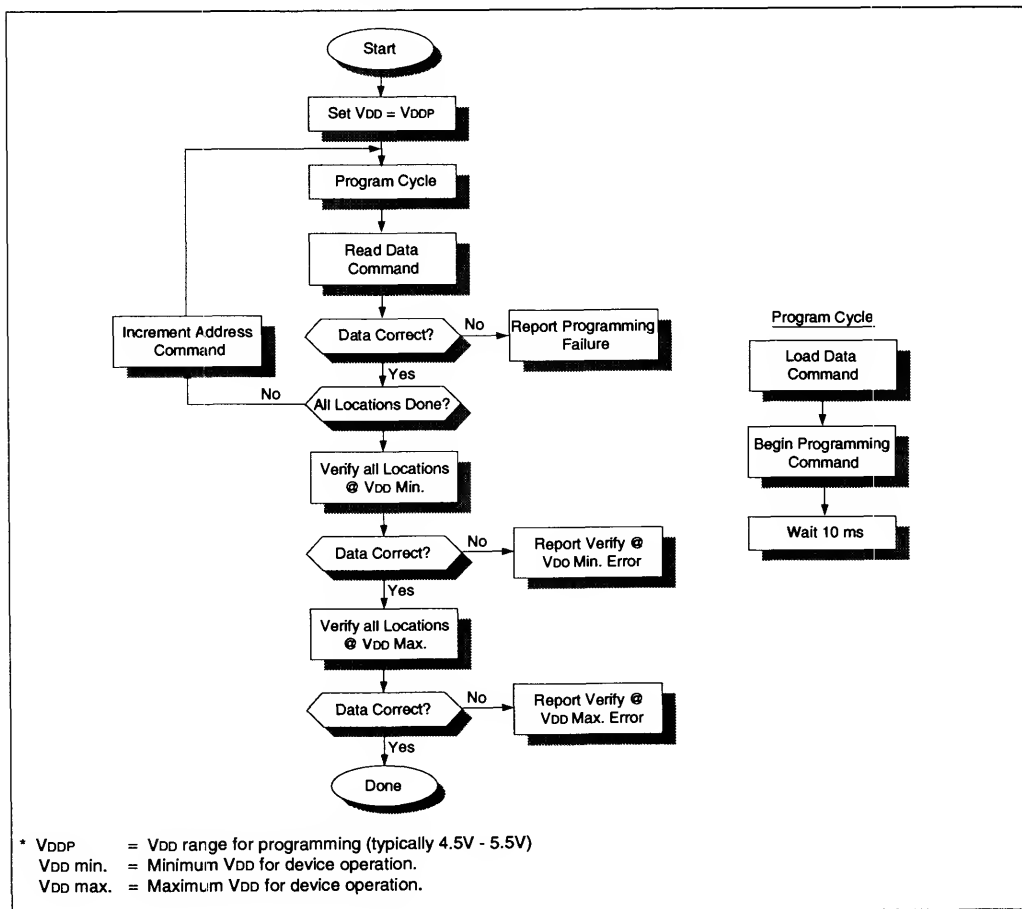 Start
Set VDD = VDDP
Program Cycle
Read Data
Command
Increment Address
Command
Data Correct?
No
Report Programming
Failure
Yes
No
All Locations Done?
Verify all Locations
@ VDD Min.
Data Correct?
No
Report Verify @
VDD Min. Error
Yes
Verify all Locations
@ VDD Max.
Data Correct?
No
Report Verify @
VDD Max. Error
Yes
Done
Program Cycle
Load Data
Command
Begin Programming
Command
Wait 10 ms
* VDDP = VDD range for programming (typically 4.5V - 5.5V)
VDD min. = Minimum VDD for device operation.
VDD max. = Maximum VDD for device operation.